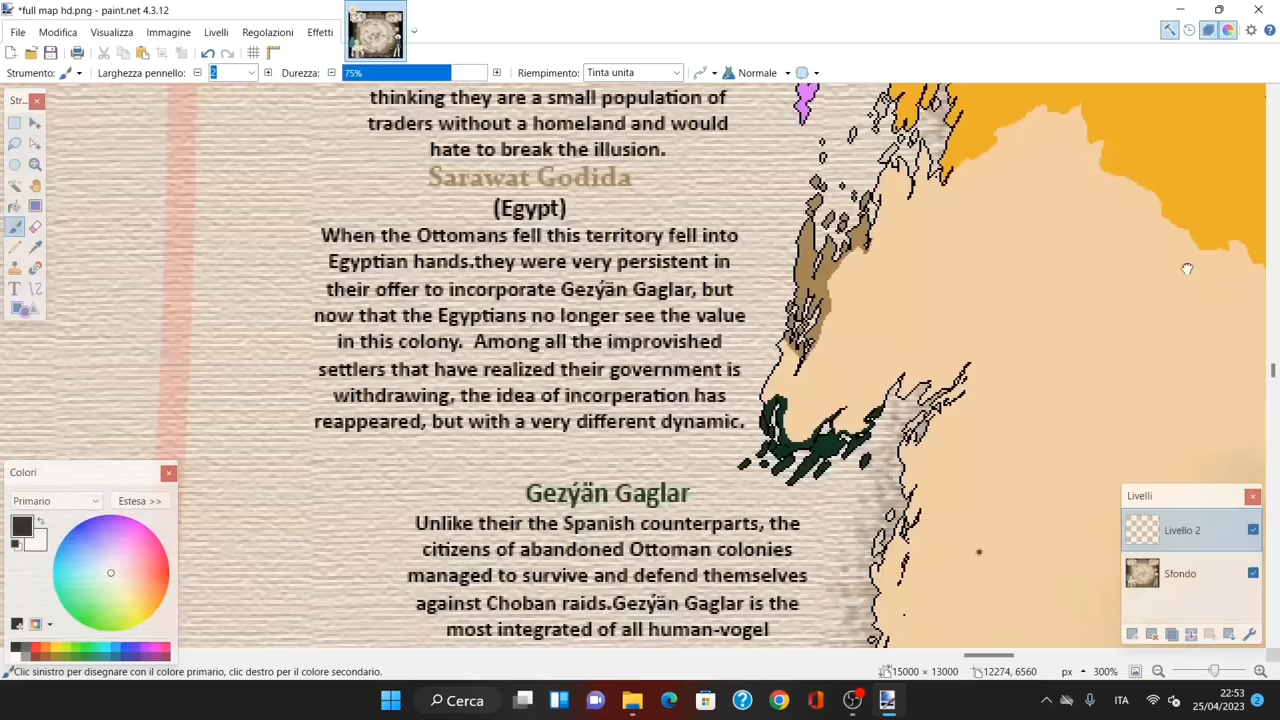 *full map hd.png - paint.net 4.3.12
File Modifica Visualizza Immagine Livelli Regolazioni Effetti
Strumento: Larghezza pennello: 2 Durezza: 75% Riempimento: Tinta unita Normale
Str...
thinking they are a small population of
traders without a homeland and would
hate to break the illusion.
Sarawat Godida
(Egypt)
When the Ottomans fell this territory fell into
Egyptian hands.they were very persistent in
their offer to incorporate Gezýän Gaglar, but
now that the Egyptians no longer see the value
in this colony. Among all the improvished
settlers that have realized their government is
withdrawing, the idea of incorperation has
reappeared, but with a very different dynamic.
Gezýän Gaglar
Unlike their the Spanish counterparts, the
citizens of abandoned Ottoman colonies
managed to survive and defend themselves
against Choban raids.Gezýän Gaglar is the
most integrated of all human-vogel
Colori
Primario Estesa >>
Livelli
Livello 2
Sfondo
Clic sinistro per disegnare con il colore primario, clic destro per il colore secondario. 15000 × 13000 12274, 6560 px 300%
Cerca
ITA
22:53
25/04/2023